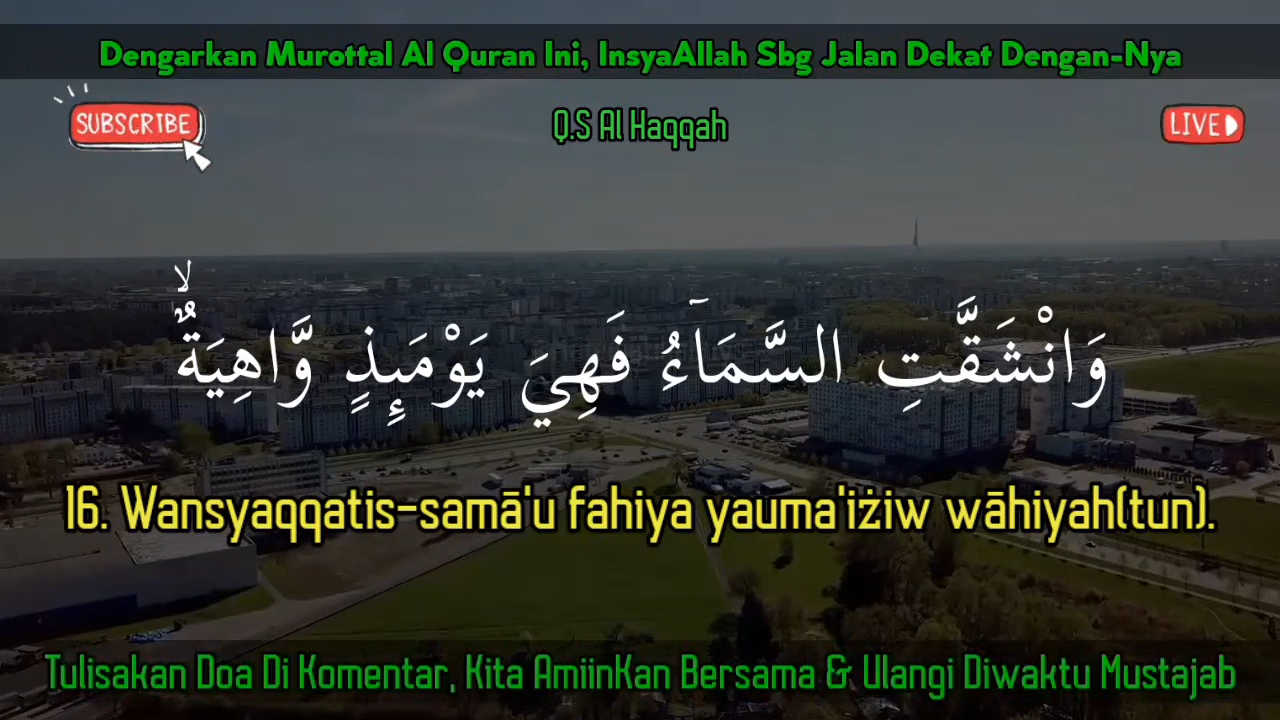 Dengarkan Murottal Al Quran Ini, InsyaAllah Sbg Jalan Dekat Dengan-Nya
SUBSCRIBE
Q.S Al Haqqah
LIVE
وَانْشَقَّتِ السَّمَاۤءُ فَهِيَ يَوْمَىِٕذٍ وَّاهِيَةٌۙ
16. Wansyaqqatis-samā'u fahiya yauma'iżiw wāhiyah(tun).
Tulisakan Doa Di Komentar, Kita AmiinKan Bersama & Ulangi Diwaktu Mustajab